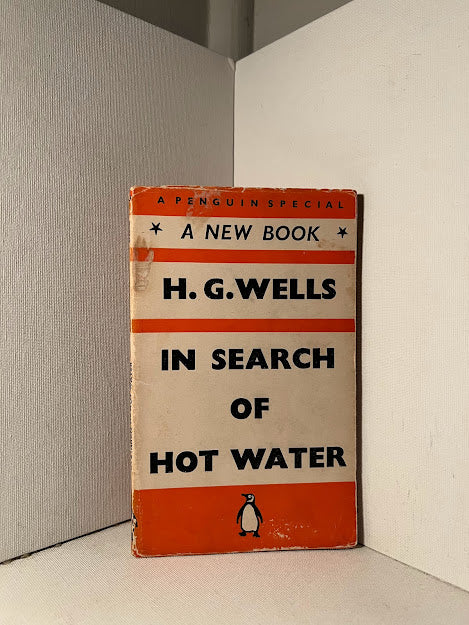 A PENGUIN SPECIAL
★ A NEW BOOK ★
H. G. WELLS
IN SEARCH
OF
HOT WATER